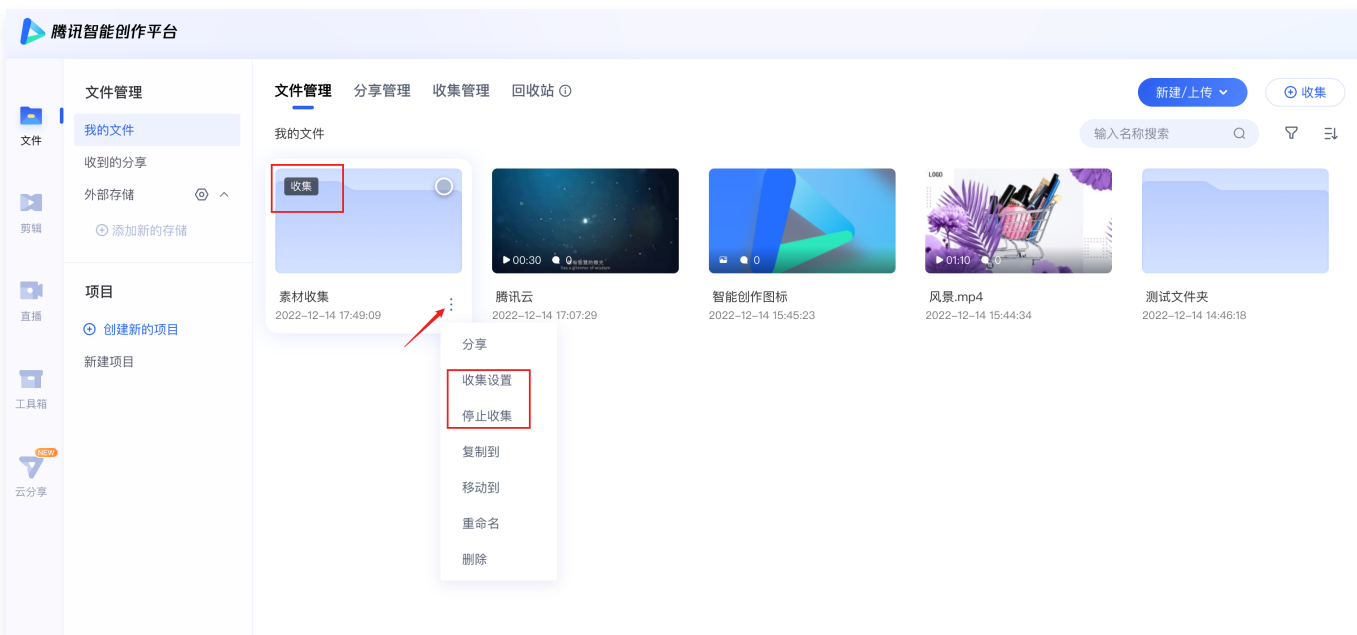 腾讯智能创作平台
文件
剪辑
直播
工具箱
NEW
云分享
文件管理
我的文件
收到的分享
外部存储
添加新的存储
项目
创建新的项目
新建项目
文件管理 分享管理 收集管理 回收站
新建/上传 收集
我的文件
输入名称搜索
收集
素材收集
2022-12-14 17:49:09
00:30 0
腾讯云
2022-12-14 17:07:29
0
智能创作图标
2022-12-14 15:45:23
LOGO
01:10 0
风景.mp4
2022-12-14 15:44:34
测试文件夹
2022-12-14 14:46:18
分享
收集设置
停止收集
复制到
移动到
重命名
删除